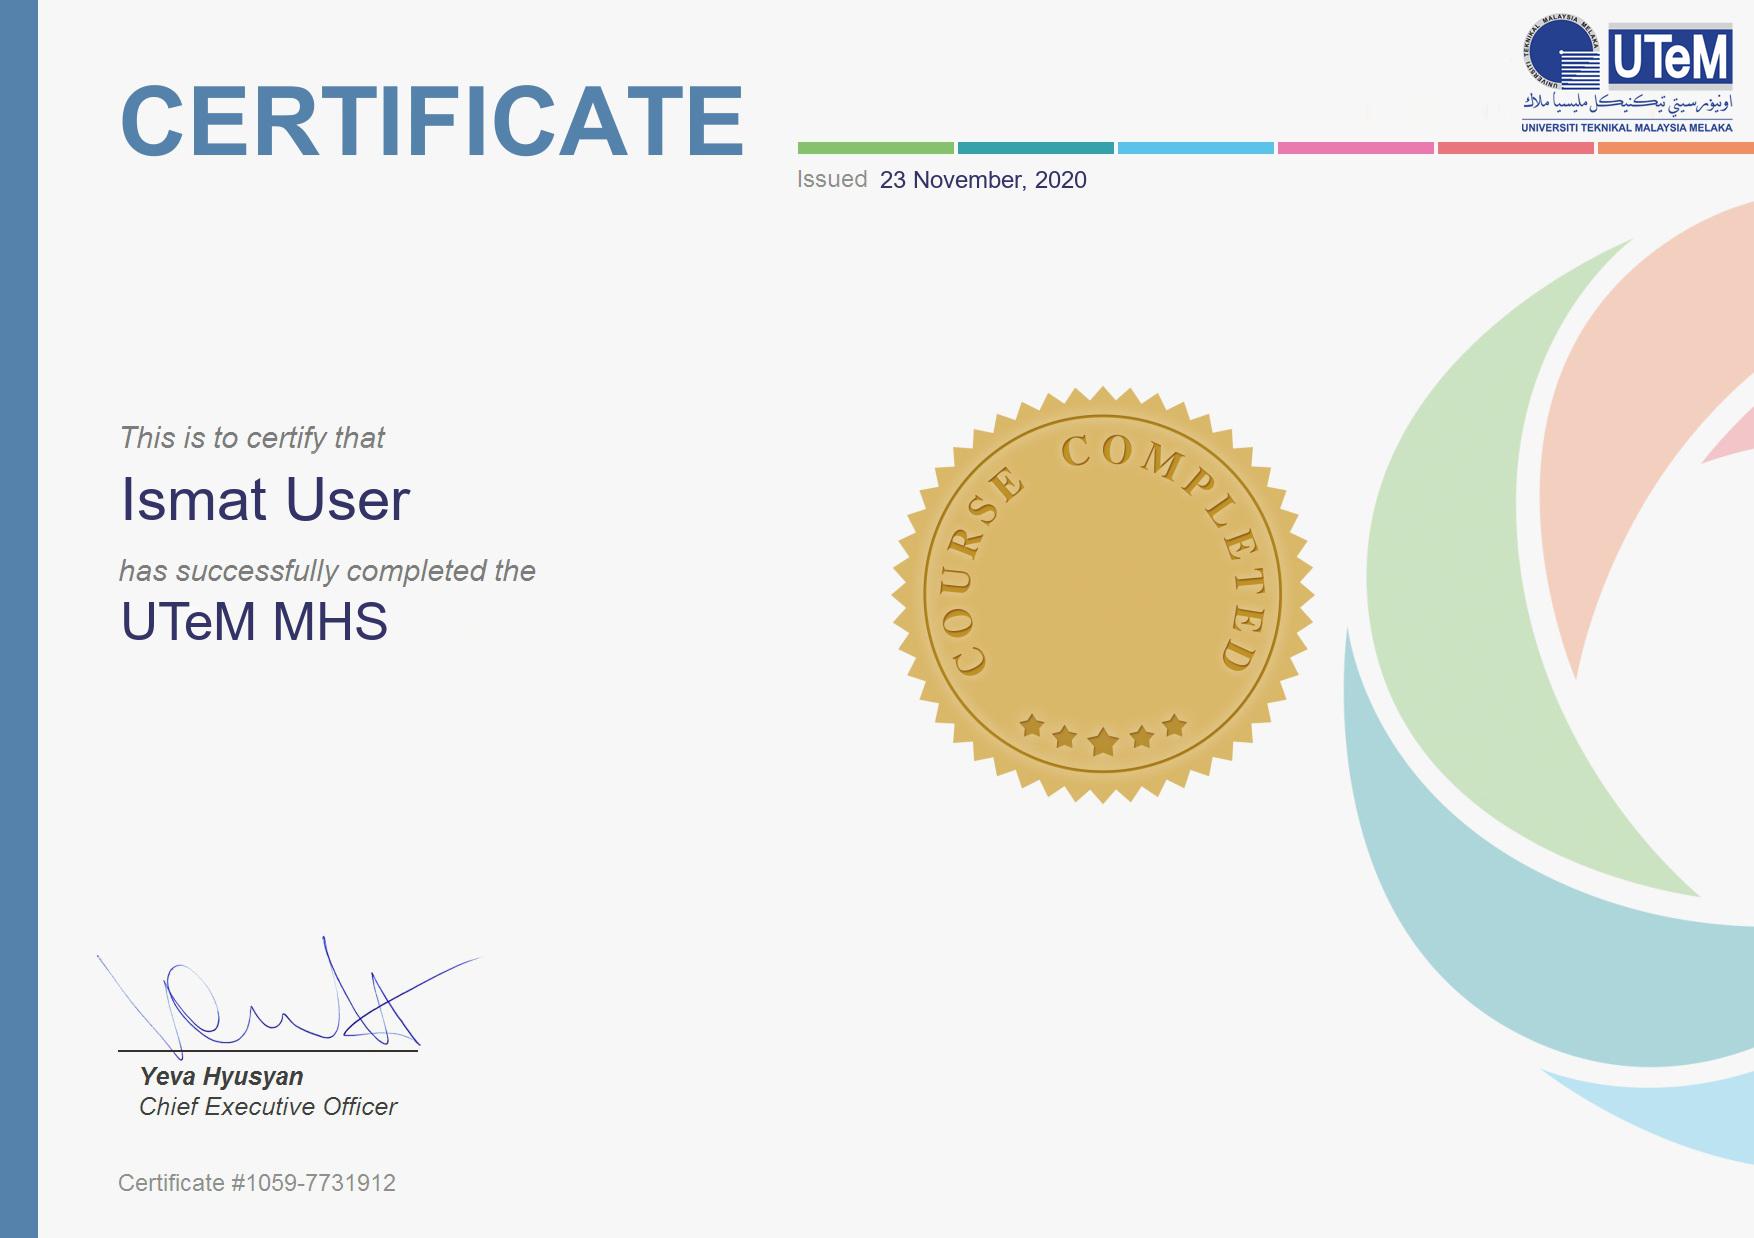 CERTIFICATE
UNIVERSITI TEKNIKAL MALAYSIA MELAKA
UTeM
اونيۏرسيتي تيكنيكل مليسيا ملاك
UNIVERSITI TEKNIKAL MALAYSIA MELAKA
Issued 23 November, 2020
This is to certify that
Ismat User
has successfully completed the
UTeM MHS
COURSE COMPLETED
Yeva Hyusyan
Chief Executive Officer
Certificate #1059-7731912